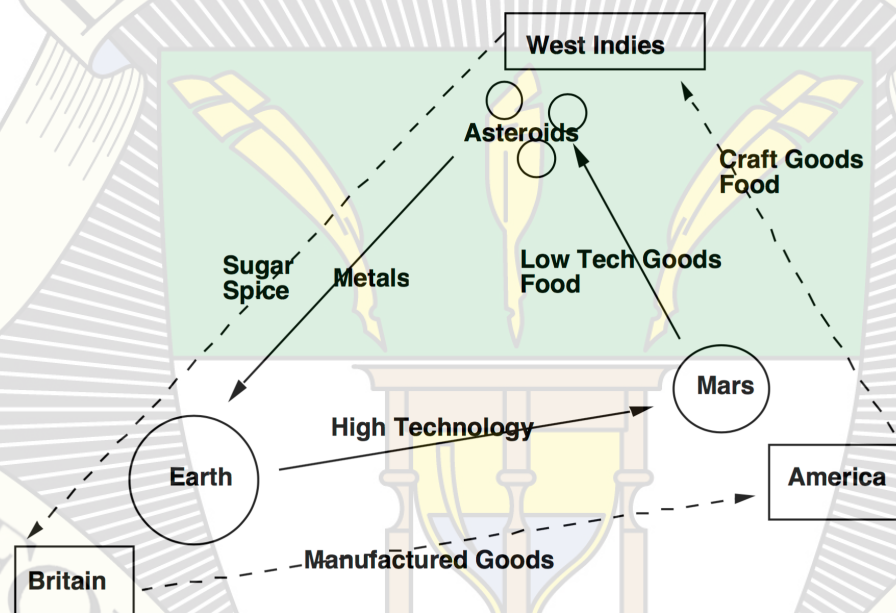 West Indies
Asteroids
Craft Goods
Food
Sugar
Spice
Metals
Low Tech Goods
Food
Mars
High Technology
Earth
America
Manufactured Goods
Britain